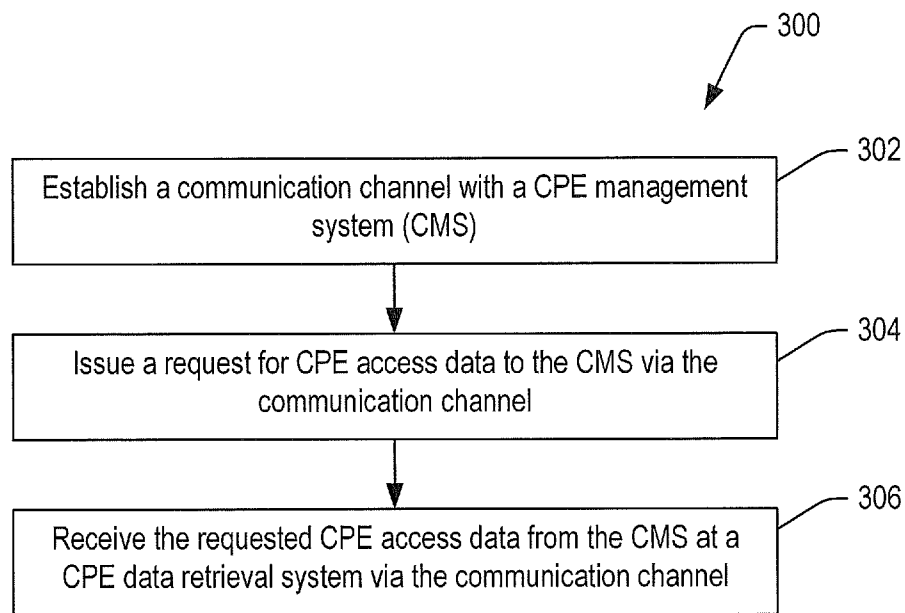 300
302
Establish a communication channel with a CPE management
system (CMS)
304
Issue a request for CPE access data to the CMS via the
communication channel
306
Receive the requested CPE access data from the CMS at a
CPE data retrieval system via the communication channel